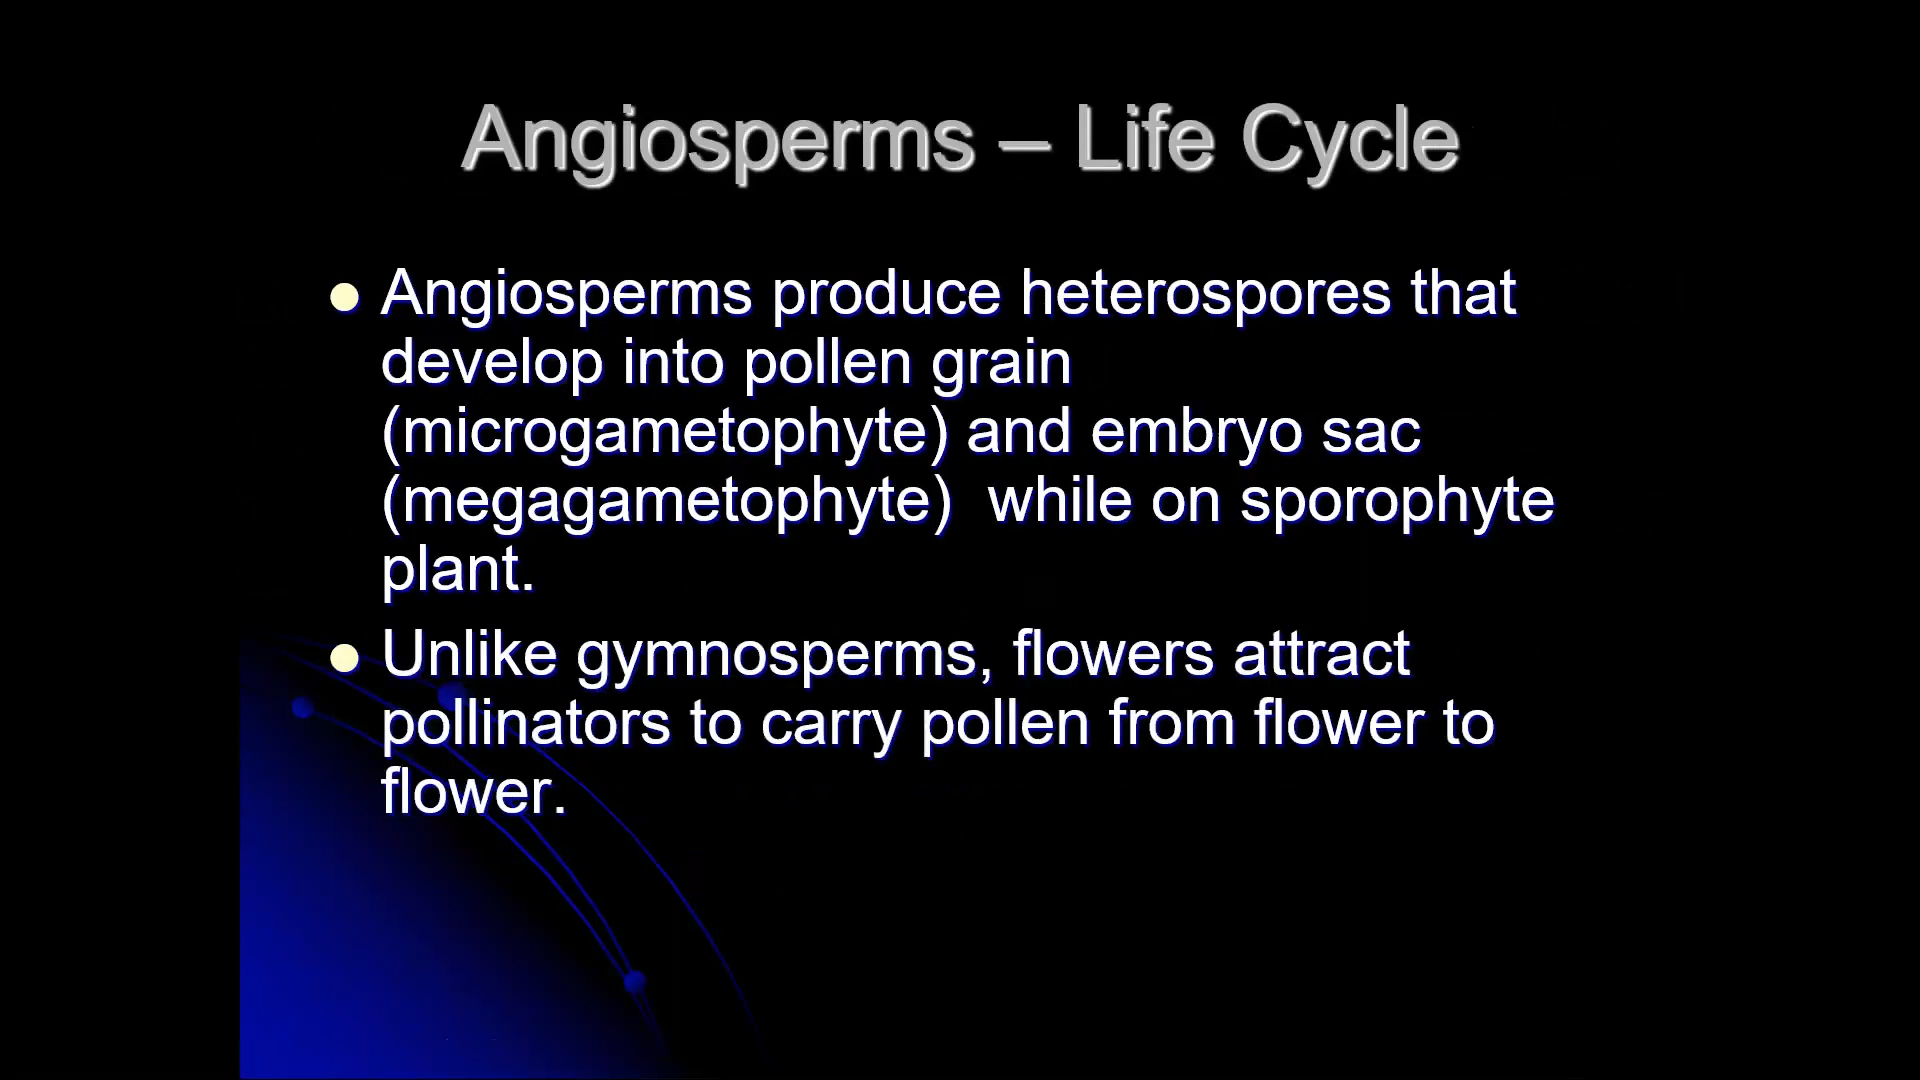 Angiosperms – Life Cycle
● Angiosperms produce heterospores that
develop into pollen grain
(microgametophyte) and embryo sac
(megagametophyte)  while on sporophyte
plant.
● Unlike gymnosperms, flowers attract
pollinators to carry pollen from flower to
flower.